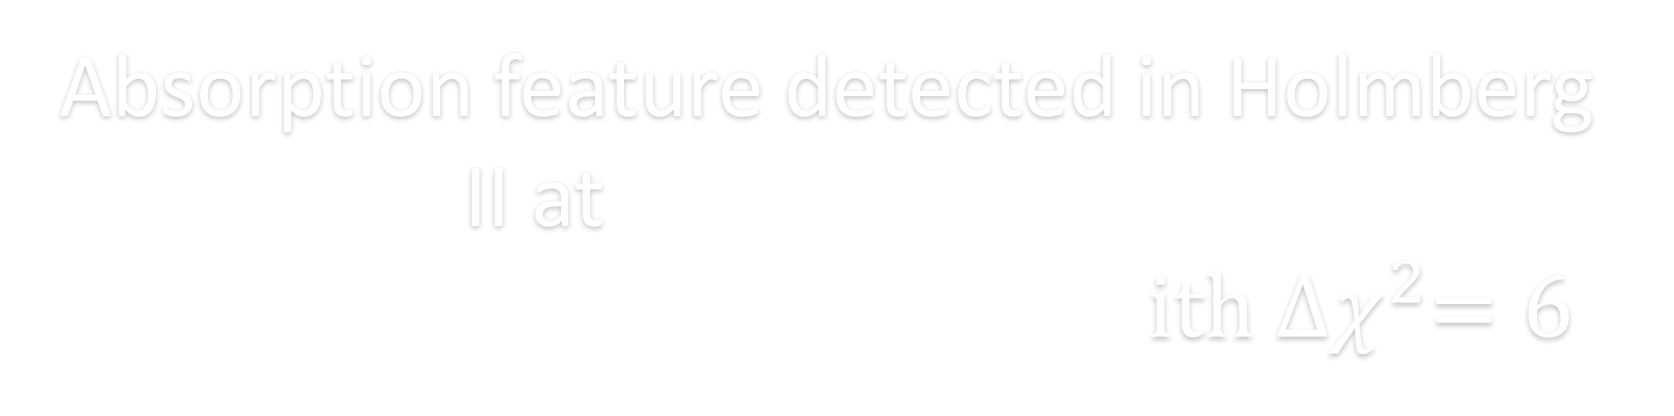 Absorption feature detected in Holmberg
II at
ith Δχ²= 6